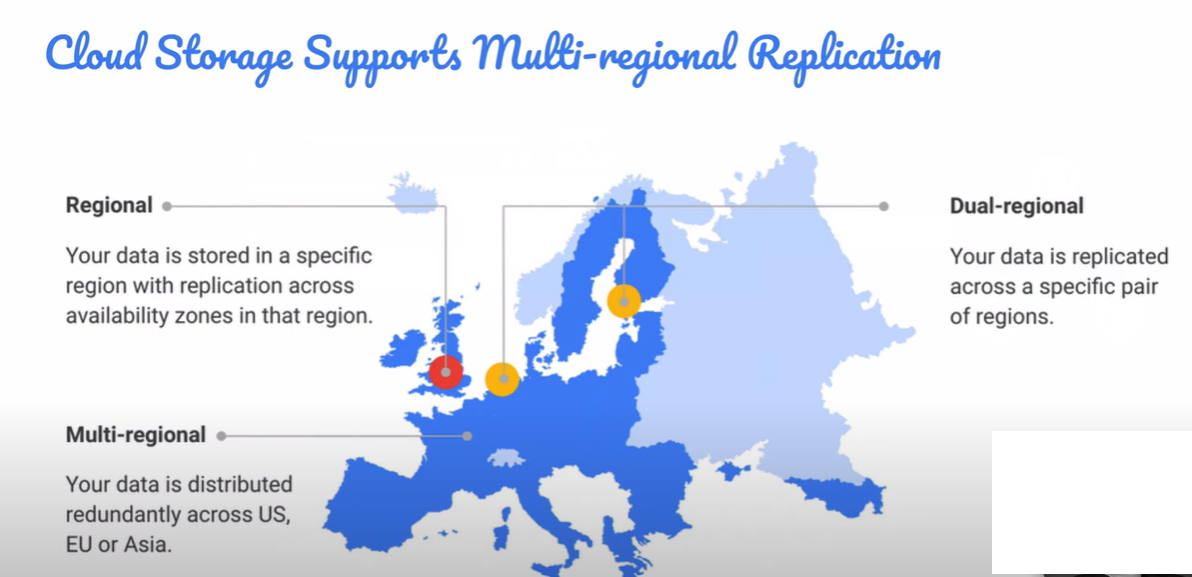 Cloud Storage Supports Multi-regional Replication
Regional
Your data is stored in a specific
region with replication across
availability zones in that region.
Dual-regional
Your data is replicated
across a specific pair
of regions.
Multi-regional
Your data is distributed
redundantly across US,
EU or Asia.